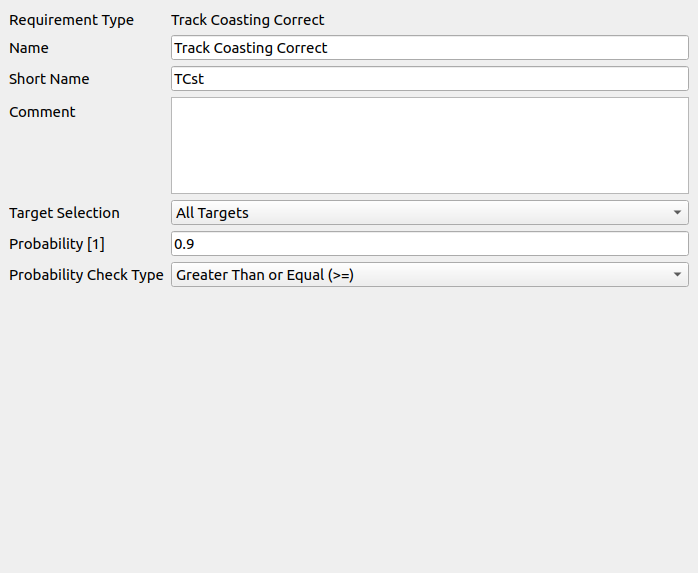 Requirement Type Track Coasting Correct
Name Track Coasting Correct
Short Name TCst
Comment
Target Selection All Targets
Probability [1] 0.9
Probability Check Type Greater Than or Equal (>=)